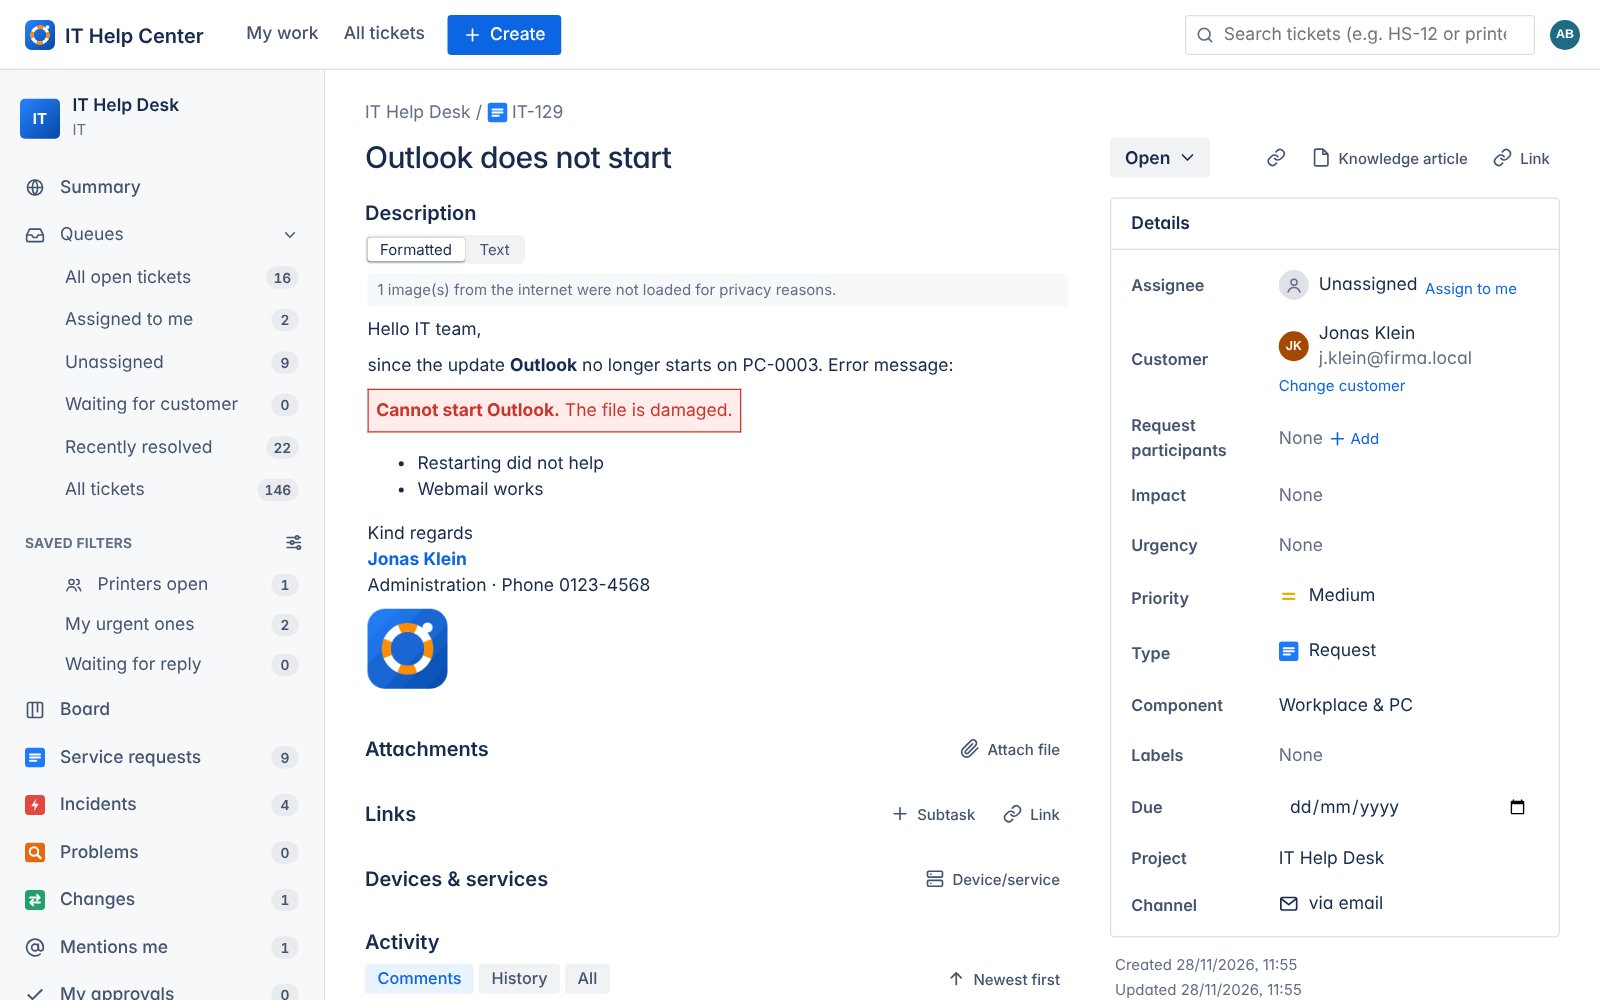 IT Help Center
My work
All tickets
Create
Search tickets (e.g. HS-12 or printe
AB
IT
IT Help Desk
IT
Summary
Queues
All open tickets 16
Assigned to me 2
Unassigned 9
Waiting for customer 0
Recently resolved 22
All tickets 146
SAVED FILTERS
Printers open 1
My urgent ones 2
Waiting for reply 0
Board
Service requests 9
Incidents 4
Problems 0
Changes 1
Mentions me 1
My approvals 0
IT Help Desk / IT-129
Outlook does not start
Description
Formatted Text
1 image(s) from the internet were not loaded for privacy reasons.
Hello IT team,
since the update Outlook no longer starts on PC-0003. Error message:
Cannot start Outlook. The file is damaged.
• Restarting did not help
• Webmail works
Kind regards
Jonas Klein
Administration · Phone 0123-4568
Attachments
Attach file
Links
Subtask
Link
Devices & services
Device/service
Activity
Comments History All
Newest first
Open
Knowledge article
Link
Details
Assignee
Unassigned Assign to me
Customer
JK
Jonas Klein
j.klein@firma.local
Change customer
Request
participants
None + Add
Impact None
Urgency None
Priority Medium
Type Request
Component Workplace & PC
Labels None
Due dd/mm/yyyy
Project IT Help Desk
Channel via email
Created 28/11/2026, 11:55
Updated 28/11/2026, 11:55